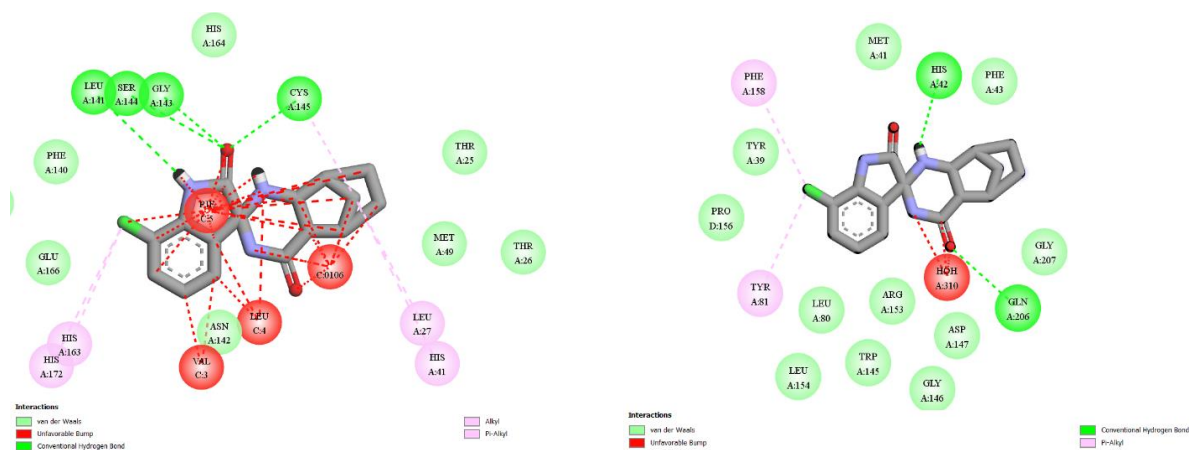 HIS
A:164
LEU
A:141
SER
A:144
GLY
A:143
CYS
A:145
THR
A:25
PHE
A:140
PJE
C:5
GLU
A:166
MET
A:49
THR
A:26
C:0106
LEU
C:4
ASN
A:142
VAL
C:3
HIS
A:163
HIS
A:172
LEU
A:27
HIS
A:41
Interactions
van der Waals
Unfavorable Bump
Conventional Hydrogen Bond
Alkyl
Pi-Alkyl
MET
A:41
PHE
A:158
HIS
A:42
PHE
A:43
TYR
A:39
PRO
D:156
GLY
A:207
HOH
A:310
TYR
A:81
LEU
A:80
ARG
A:153
GLN
A:206
ASP
A:147
TRP
A:145
LEU
A:154
GLY
A:146
Interactions
van der Waals
Unfavorable Bump
Conventional Hydrogen Bond
Pi-Alkyl